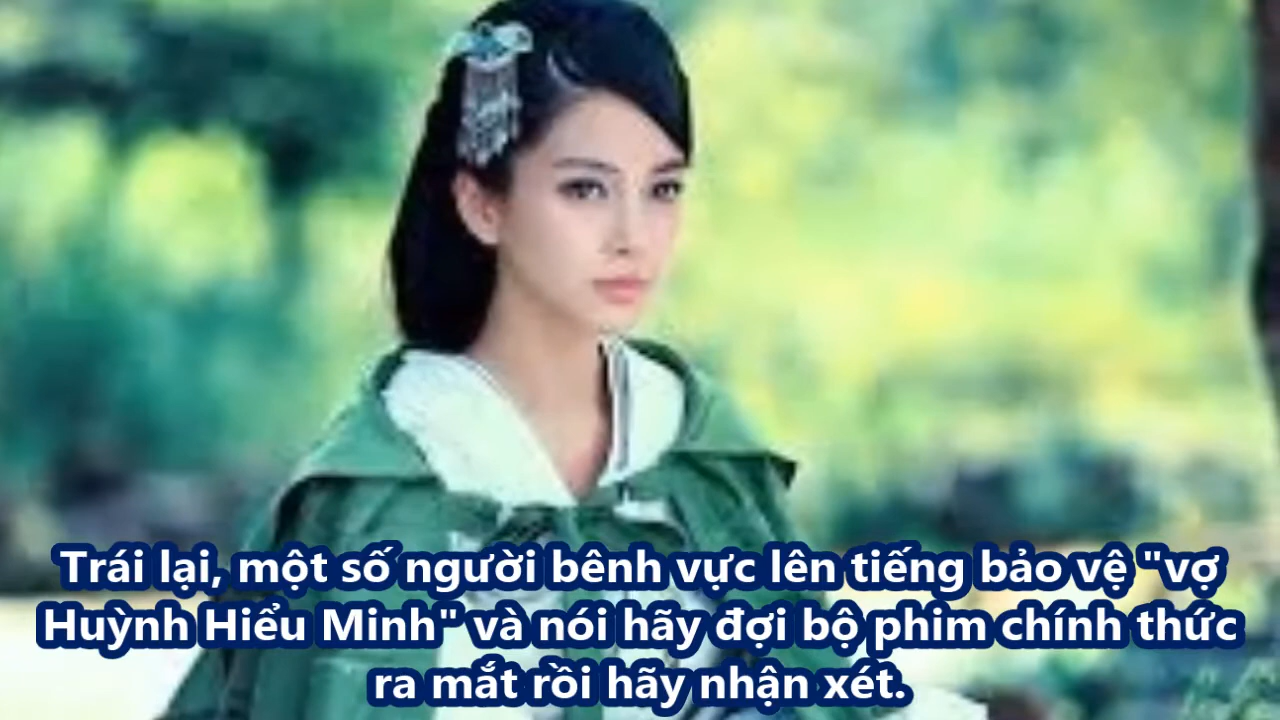 Trái lại, một số người bênh vực lên tiếng bảo vệ "vợ
Huỳnh Hiểu Minh" và nói hãy đợi bộ phim chính thức
ra mắt rồi hãy nhận xét.